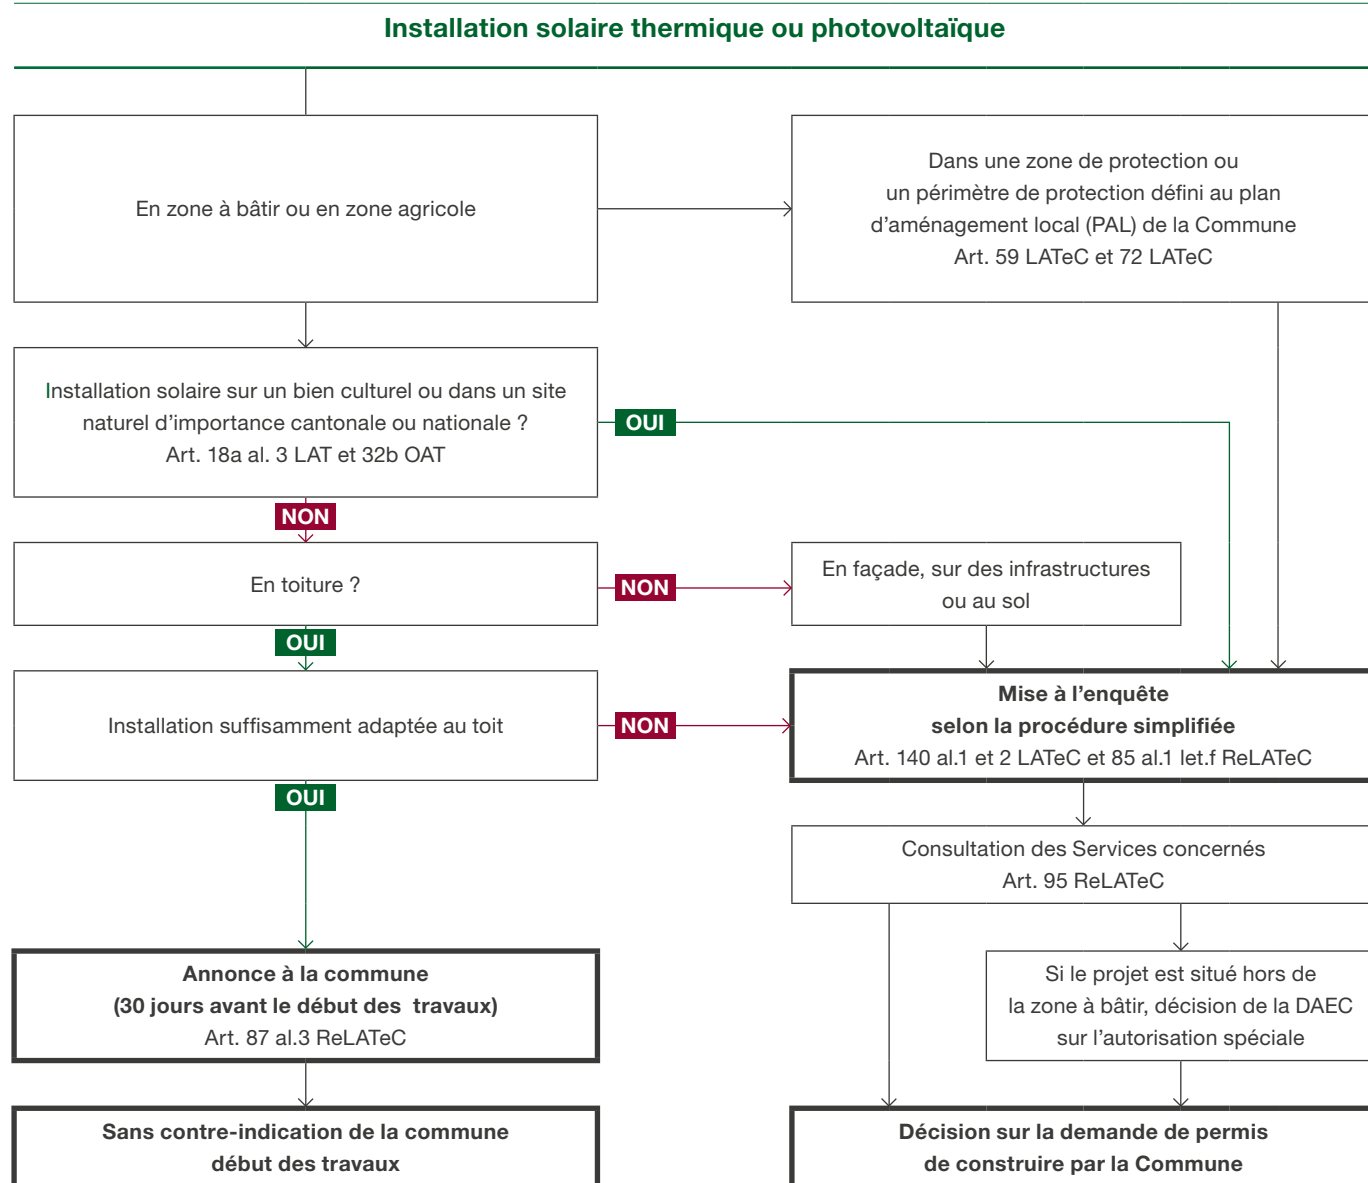 Installation solaire thermique ou photovoltaïque
En zone à bâtir ou en zone agricole
Dans une zone de protection ou
un périmètre de protection défini au plan
d’aménagement local (PAL) de la Commune
Art. 59 LATeC et 72 LATeC
Installation solaire sur un bien culturel ou dans un site
naturel d’importance cantonale ou nationale ?
Art. 18a al. 3 LAT et 32b OAT
OUI
NON
En toiture ?
NON
En façade, sur des infrastructures
ou au sol
OUI
Installation suffisamment adaptée au toit
NON
Mise à l’enquête
selon la procédure simplifiée
Art. 140 al.1 et 2 LATeC et 85 al.1 let.f ReLATeC
OUI
Consultation des Services concernés
Art. 95 ReLATeC
Annonce à la commune
(30 jours avant le début des travaux)
Art. 87 al.3 ReLATeC
Si le projet est situé hors de
la zone à bâtir, décision de la DAEC
sur l’autorisation spéciale
Sans contre-indication de la commune
début des travaux
Décision sur la demande de permis
de construire par la Commune